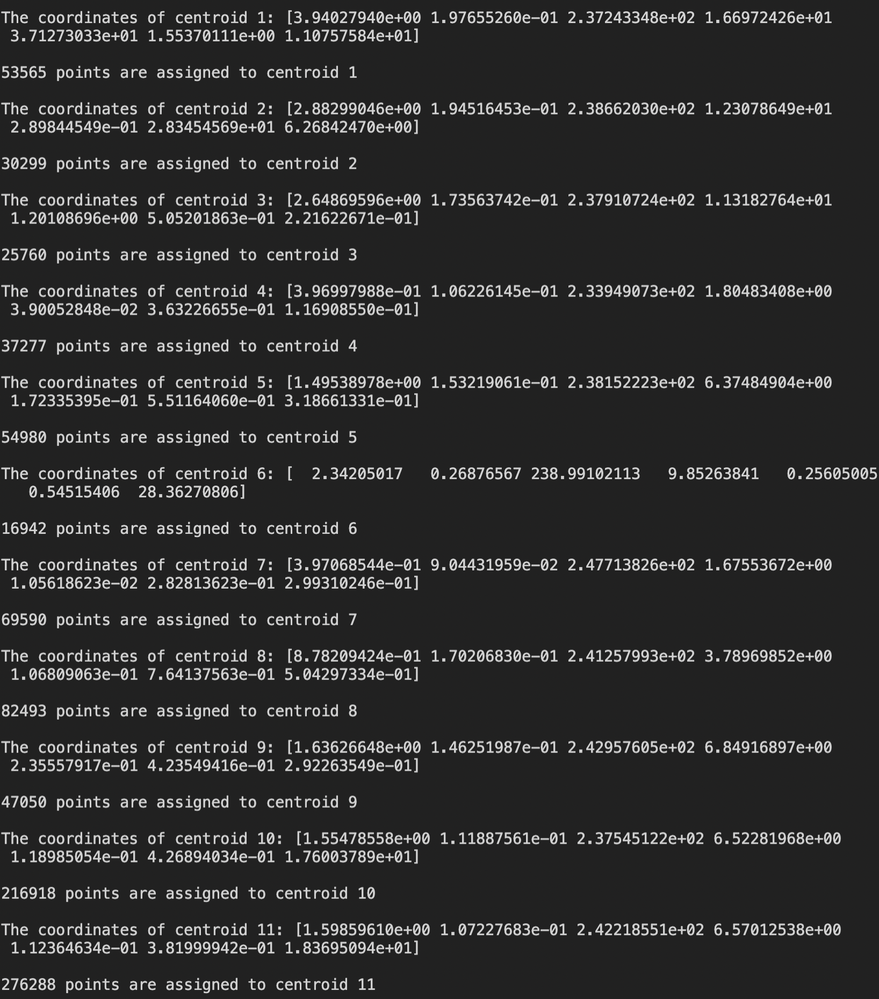 The coordinates of centroid 1: [3.94027940e+00 1.97655260e-01 2.37243348e+02 1.66972426e+01
3.71273033e+01 1.55370111e+00 1.10757584e+01]
53565 points are assigned to centroid 1
The coordinates of centroid 2: [2.88299046e+00 1.94516453e-01 2.38662030e+02 1.23078649e+01
2.89844549e-01 2.83454569e+01 6.26842470e+00]
30299 points are assigned to centroid 2
The coordinates of centroid 3: [2.64869596e+00 1.73563742e-01 2.37910724e+02 1.13182764e+01
1.20108696e+00 5.05201863e-01 2.21622671e-01]
25760 points are assigned to centroid 3
The coordinates of centroid 4: [3.96997988e-01 1.06226145e-01 2.33949073e+02 1.80483408e+00
3.90052848e-02 3.63226655e-01 1.16908550e-01]
37277 points are assigned to centroid 4
The coordinates of centroid 5: [1.49538978e+00 1.53219061e-01 2.38152223e+02 6.37484904e+00
1.72335395e-01 5.51164060e-01 3.18661331e-01]
54980 points are assigned to centroid 5
The coordinates of centroid 6: [  2.34205017   0.26876567 238.99102113   9.85263841   0.25605005
0.54515406  28.36270806]
16942 points are assigned to centroid 6
The coordinates of centroid 7: [3.97068544e-01 9.04431959e-02 2.47713826e+02 1.67553672e+00
1.05618623e-02 2.82813623e-01 2.99310246e-01]
69590 points are assigned to centroid 7
The coordinates of centroid 8: [8.78209424e-01 1.70206830e-01 2.41257993e+02 3.78969852e+00
1.06809063e-01 7.64137563e-01 5.04297334e-01]
82493 points are assigned to centroid 8
The coordinates of centroid 9: [1.63626648e+00 1.46251987e-01 2.42957605e+02 6.84916897e+00
2.35557917e-01 4.23549416e-01 2.92263549e-01]
47050 points are assigned to centroid 9
The coordinates of centroid 10: [1.55478558e+00 1.11887561e-01 2.37545122e+02 6.52281968e+00
1.18985054e-01 4.26894034e-01 1.76003789e+01]
216918 points are assigned to centroid 10
The coordinates of centroid 11: [1.59859610e+00 1.07227683e-01 2.42218551e+02 6.57012538e+00
1.12364634e-01 3.81999942e-01 1.83695094e+01]
276288 points are assigned to centroid 11